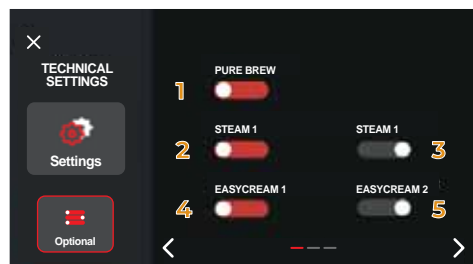 TECHNICAL
SETTINGS
Settings
Optional
PURE BREW
1
STEAM 1
2
STEAM 1
3
EASYCREAM 1
4
EASYCREAM 2
5